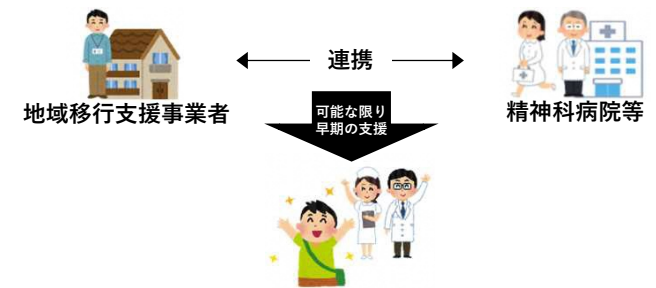 連携
地域移行支援事業者
精神科病院等
可能な限り
早期の支援